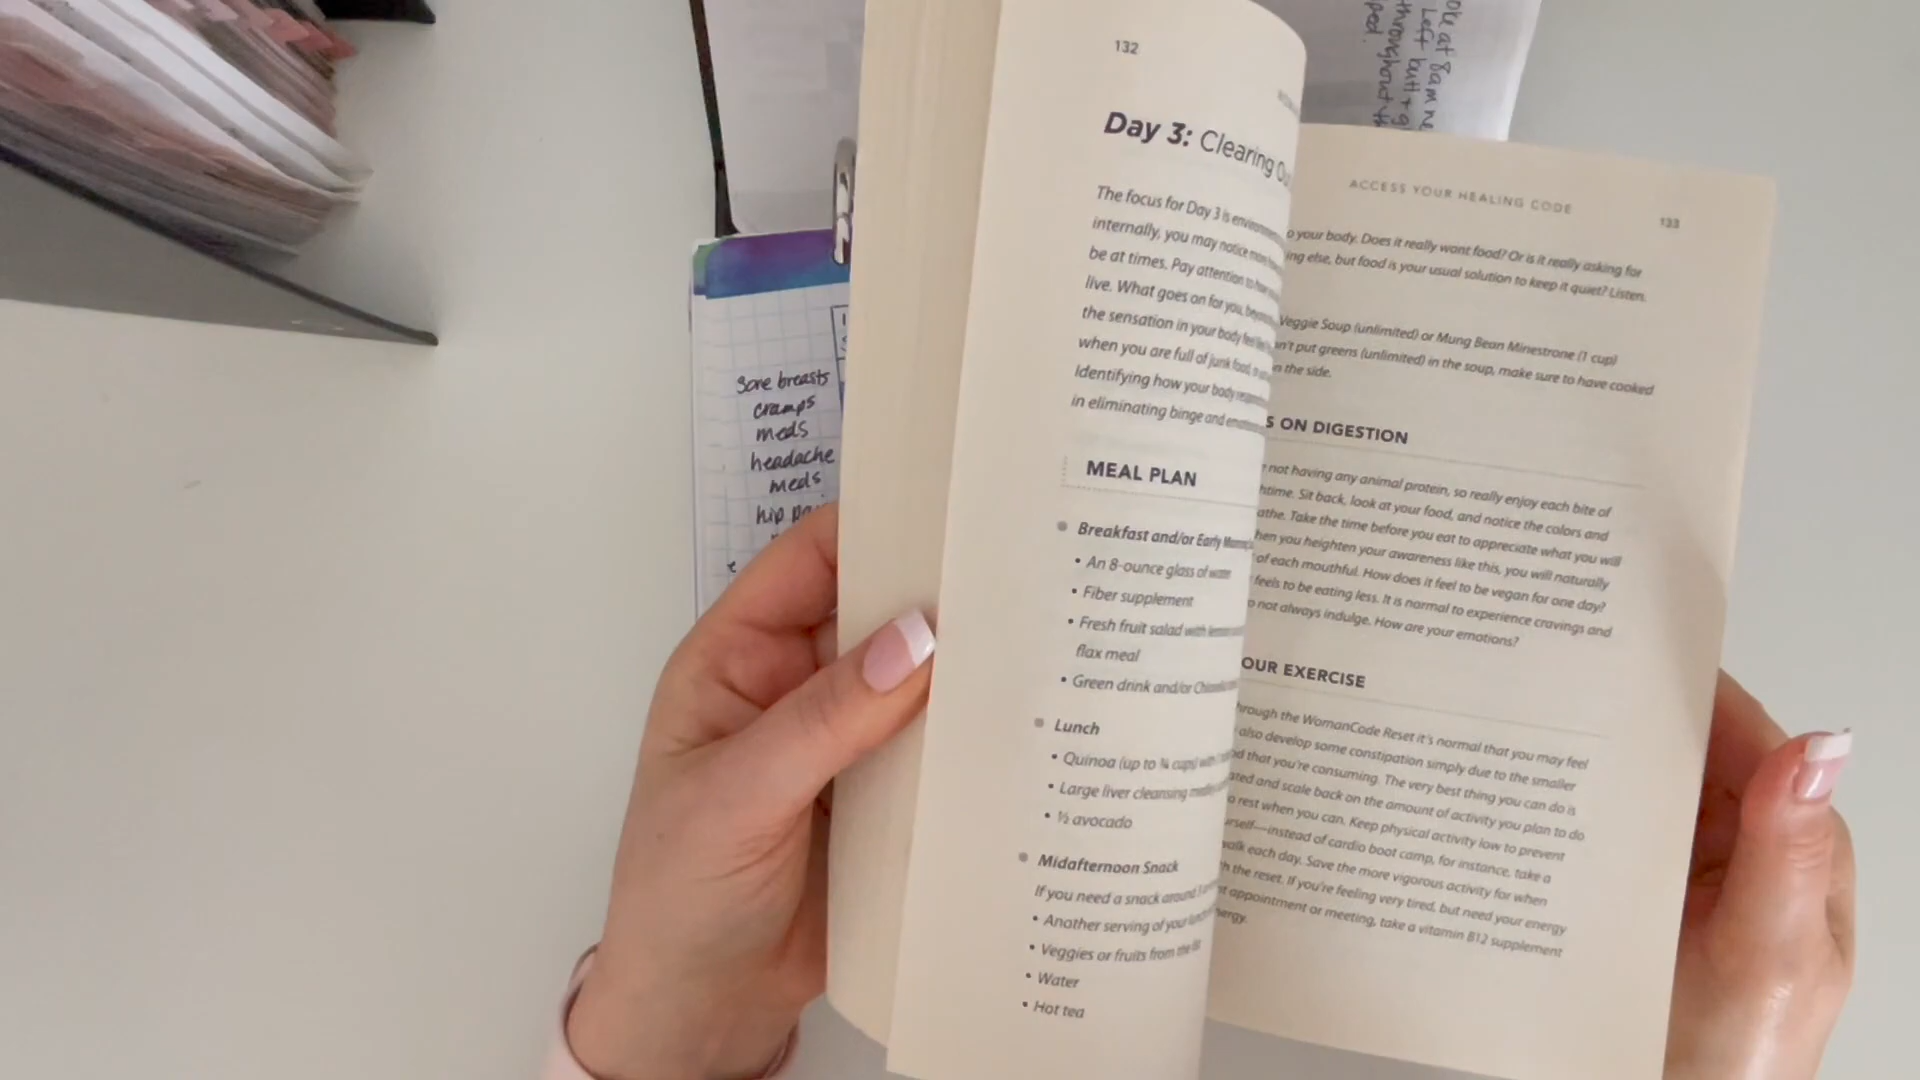 132
Day 3: Clearing
The focus for Day 3 is
internally, you may notice
be at times. Pay attention to
live. What goes on for you,
the sensation in your body
when you are full of junk food,
Identifying how your body
in eliminating binge and
MEAL PLAN
Breakfast and/or Early
• An 8-ounce glass of water
• Fiber supplement
• Fresh fruit salad with lemon
flax meal
• Green drink and/or
Lunch
• Quinoa (up to ¾ cups) with
• Large liver cleansing
• ½ avocado
Midafternoon Snack
If you need a snack around
• Another serving of your
• Veggies or fruits from the
• Water
• Hot tea
ACCESS YOUR HEALING CODE
133
o your body. Does it really want food? Or is it really asking for
ing else, but food is your usual solution to keep it quiet? Listen.
Veggie Soup (unlimited) or Mung Bean Minestrone (1 cup)
n't put greens (unlimited) in the soup, make sure to have cooked
n the side.
S ON DIGESTION
not having any animal protein, so really enjoy each bite of
htime. Sit back, look at your food, and notice the colors and
athe. Take the time before you eat to appreciate what you will
hen you heighten your awareness like this, you will naturally
of each mouthful. How does it feel to be vegan for one day?
feels to be eating less. It is normal to experience cravings and
o not always indulge. How are your emotions?
OUR EXERCISE
hrough the WomanCode Reset it's normal that you may feel
also develop some constipation simply due to the smaller
od that you're consuming. The very best thing you can do is
ated and scale back on the amount of activity you plan to do
o rest when you can. Keep physical activity low to prevent
urself—instead of cardio boot camp, for instance, take a
walk each day. Save the more vigorous activity for when
h the reset. If you're feeling very tired, but need your energy
nt appointment or meeting, take a vitamin B12 supplement
nergy.
Sore breasts
cramps
meds
headache
meds
hip
oke at 8am ne
Left butt + g
throughout th
ped.